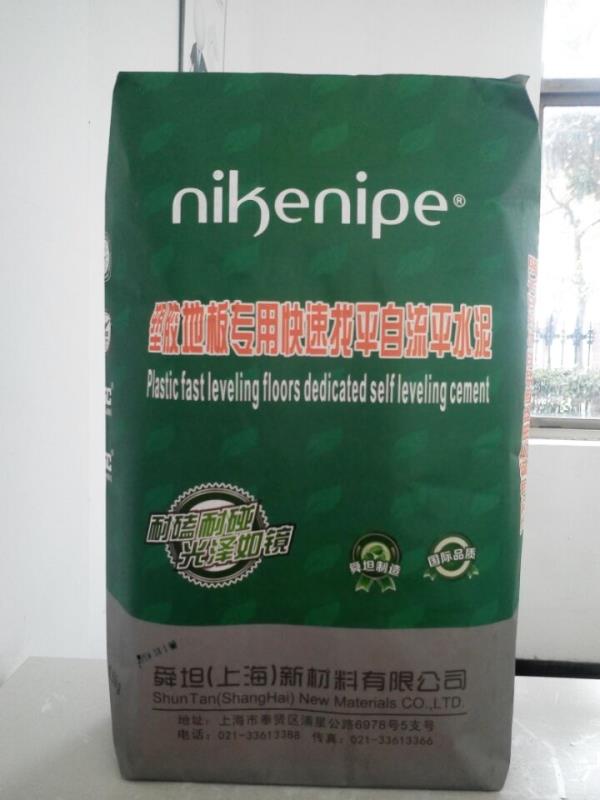 nikenipe®
塑胶地板专用快速找平自流平水泥
Plastic fast leveling floors dedicated self leveling cement
耐磕耐碰
光泽如镜
舜坦制造
国际品质
舜坦(上海)新材料有限公司
ShunTan(ShangHai) New Materials CO.,LTD.
地址: 上海市奉贤区浦星公路6978号5支号
电话: 021-33613388 传真: 021-33613366